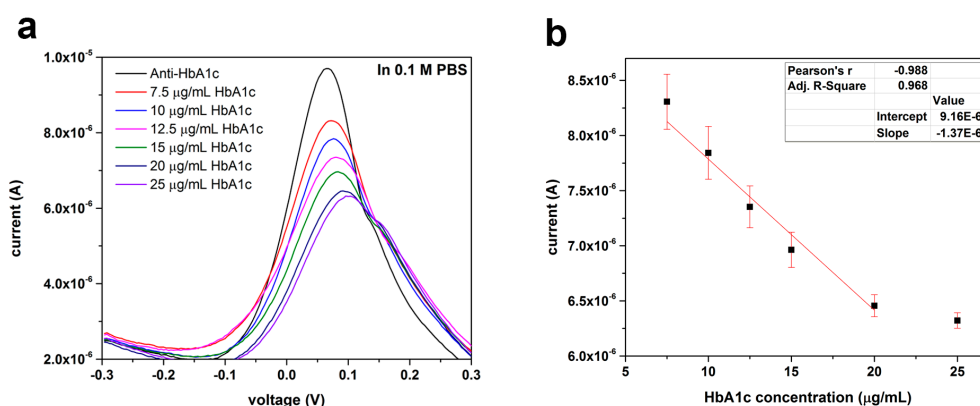 a
In 0.1 M PBS
Anti-HbA1c
7.5 µg/mL HbA1c
10 µg/mL HbA1c
12.5 µg/mL HbA1c
15 µg/mL HbA1c
20 µg/mL HbA1c
25 µg/mL HbA1c
1.0x10⁻⁵
8.0x10⁻⁶
6.0x10⁻⁶
4.0x10⁻⁶
2.0x10⁻⁶
current (A)
-0.3 -0.2 -0.1 0.0 0.1 0.2 0.3
voltage (V)
b
Pearson's r -0.988
Adj. R-Square 0.968
Value
Intercept 9.16E-6
Slope -1.37E-6
8.5x10⁻⁶
8.0x10⁻⁶
7.5x10⁻⁶
7.0x10⁻⁶
6.5x10⁻⁶
6.0x10⁻⁶
current (A)
5 10 15 20 25
HbA1c concentration (µg/mL)